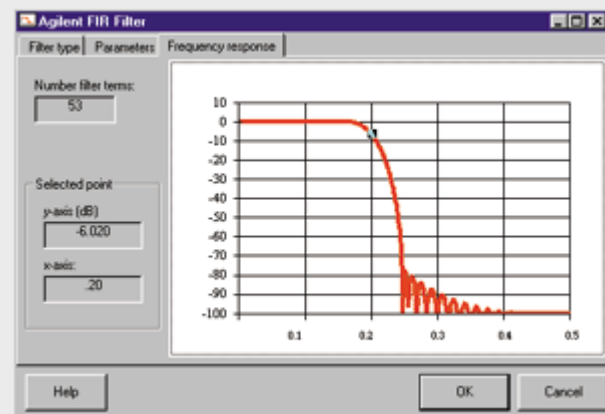 Agilent FIR Filter
Filter type Parameters Frequency response
Number filter terms:
53
Selected point
y-axis (dB)
-6.020
x-axis:
.20
10
0
-10
-20
-30
-40
-50
-60
-70
-80
-90
-100
0.1 0.2 0.3 0.4 0.5
Help OK Cancel